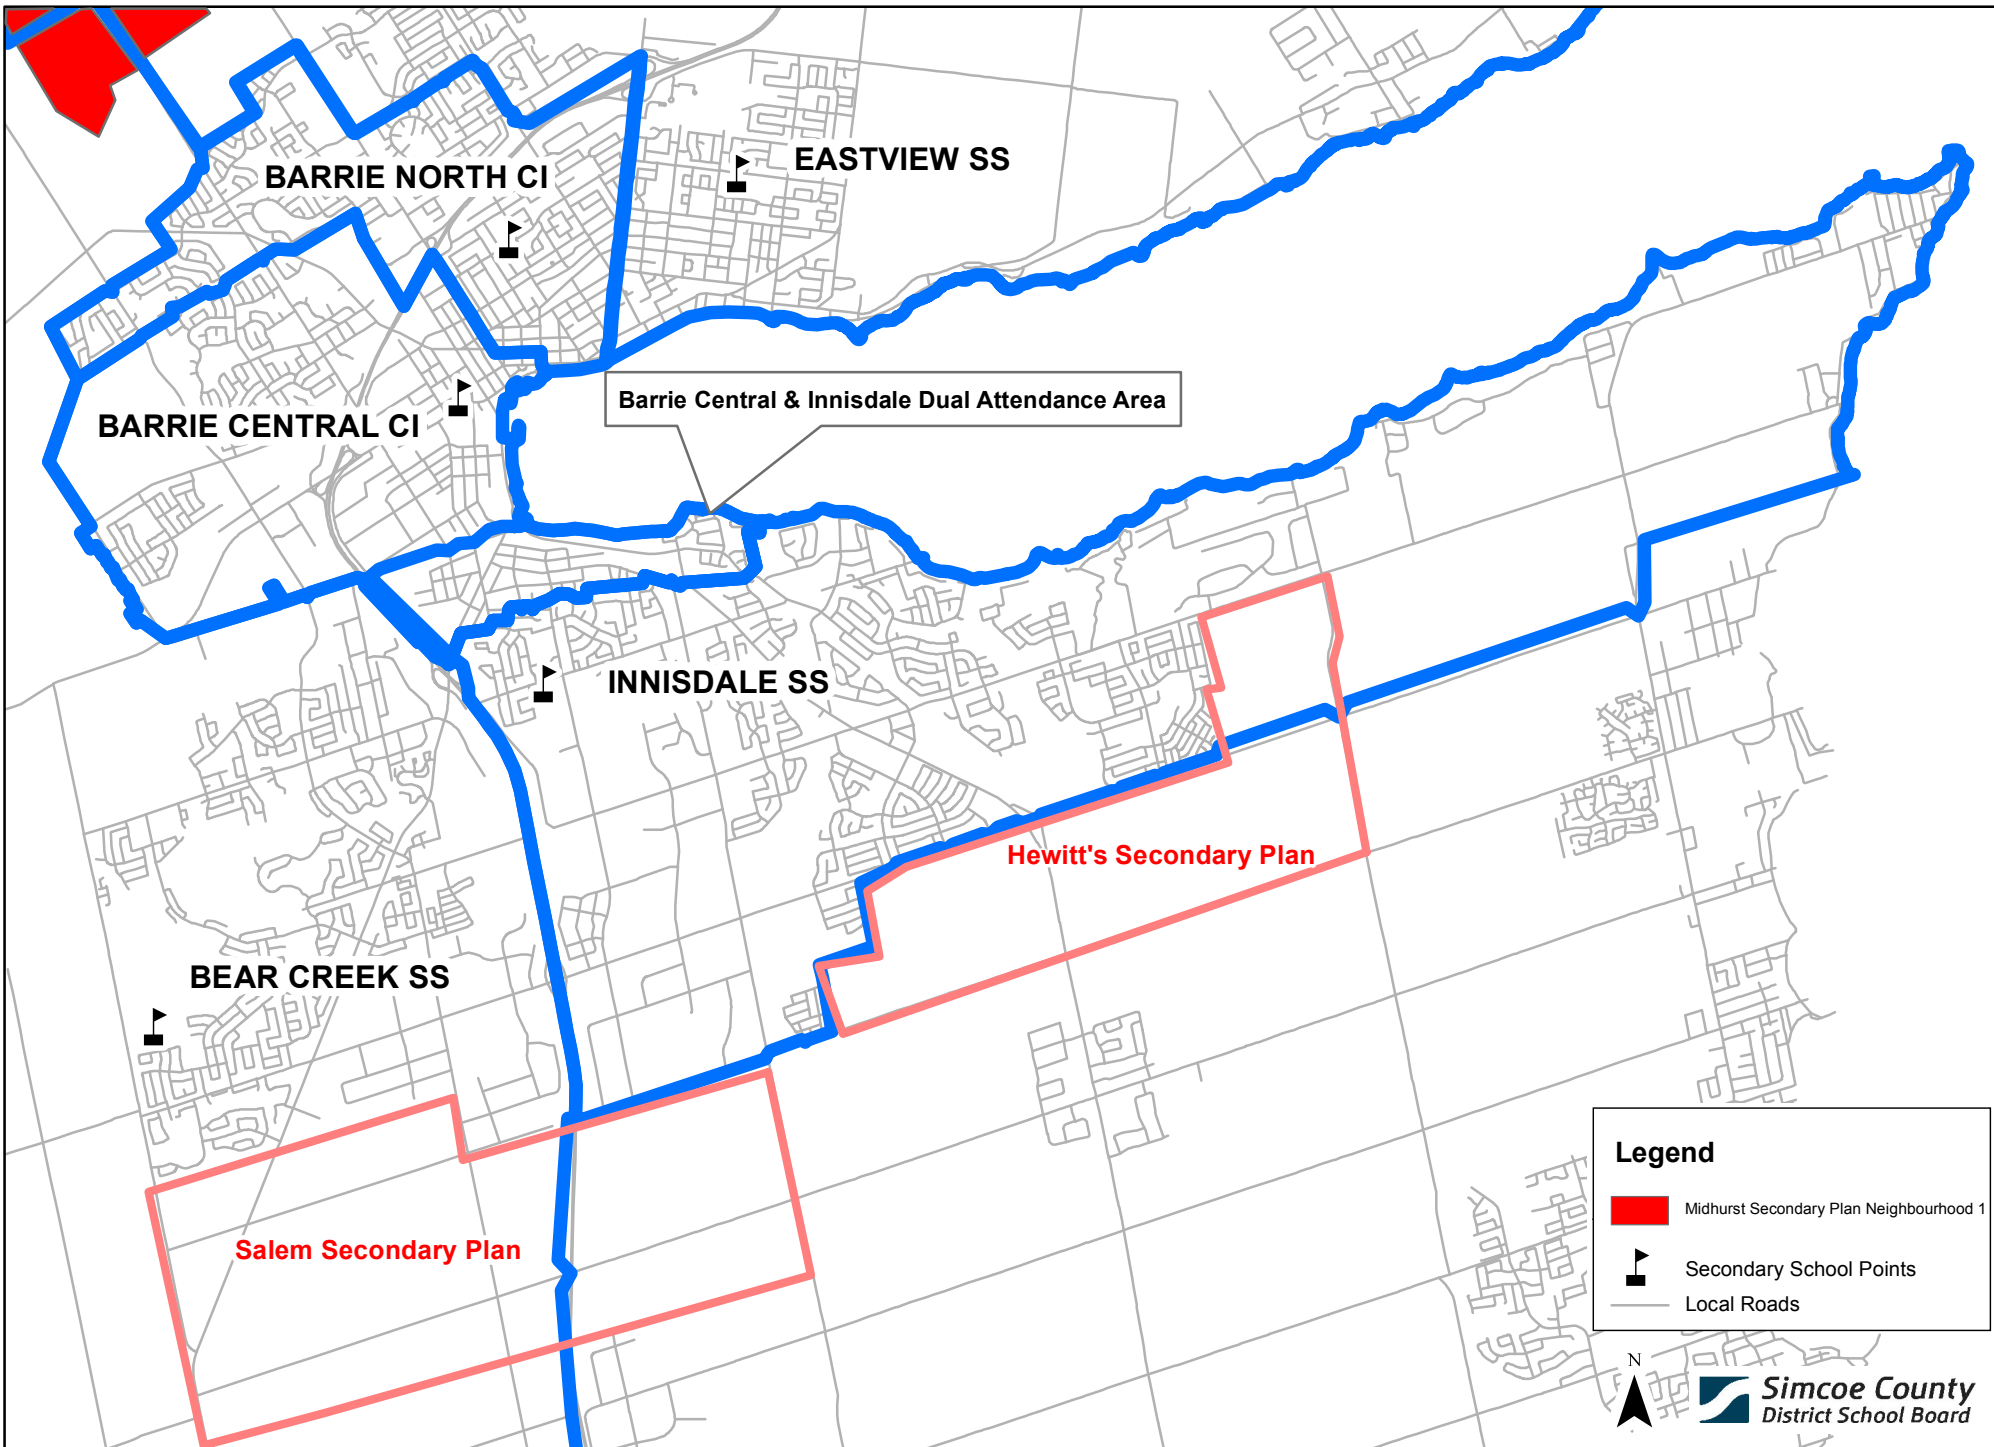 EASTVIEW SS
BARRIE NORTH CI
Barrie Central & Innisdale Dual Attendance Area
BARRIE CENTRAL CI
INNISDALE SS
Hewitt's Secondary Plan
BEAR CREEK SS
Salem Secondary Plan
Legend
Midhurst Secondary Plan Neighbourhood 1
Secondary School Points
Local Roads
N
Simcoe County
District School Board